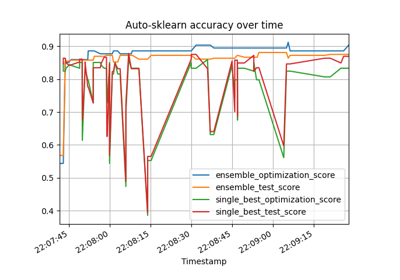 Auto-sklearn accuracy over time
0.9
0.8
0.7
0.6
0.5
0.4
ensemble_optimization_score
ensemble_test_score
single_best_optimization_score
single_best_test_score
22:07:45
22:08:00
22:08:15
22:08:30
22:08:45
22:09:00
22:09:15
Timestamp